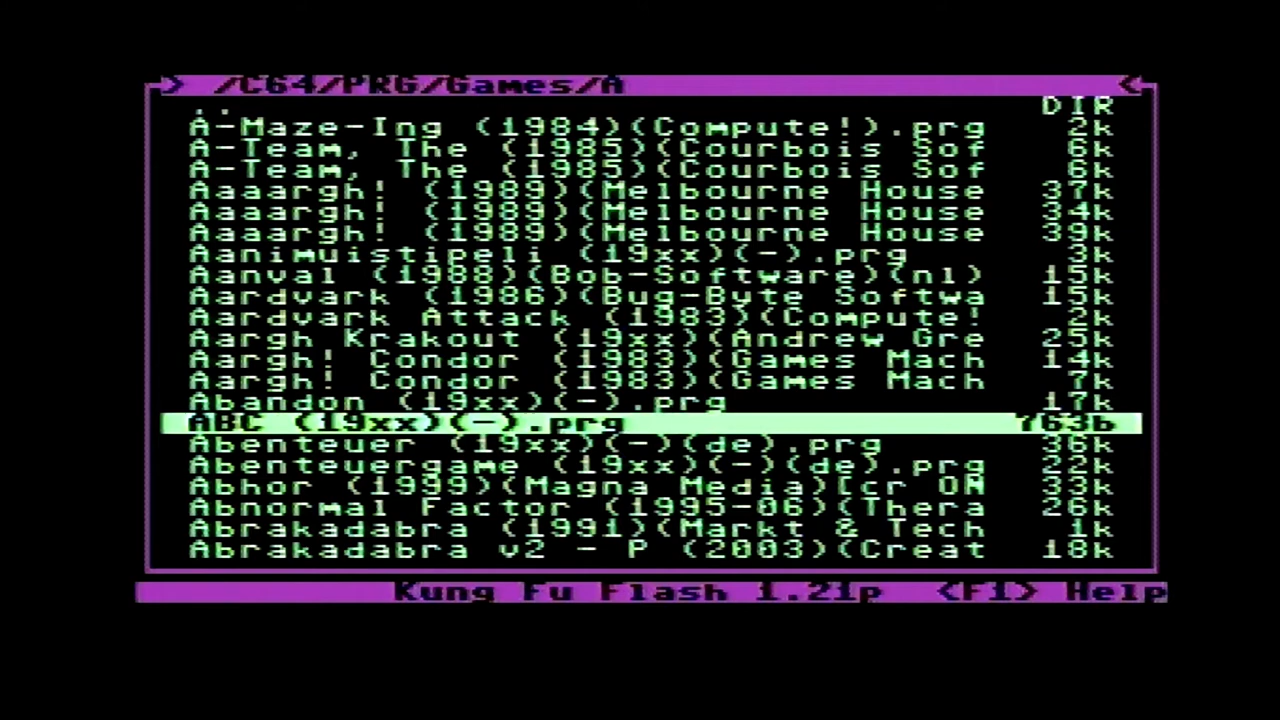 > /C64/PRG/Games/A <
.. DIR
A-Maze-Ing (1984)(Compute!).prg 2k
A-Team, The (1985)(Courbois Sof 6k
A-Team, The (1985)(Courbois Sof 6k
Aaaargh! (1989)(Melbourne House 37k
Aaaargh! (1989)(Melbourne House 34k
Aaaargh! (1989)(Melbourne House 39k
Aanimuistipeli (19xx)(-).prg 3k
Aanval (1988)(Bob-Software)(nl) 15k
Aardvark (1986)(Bug-Byte Softwa 15k
Aardvark Attack (1983)(Compute! 2k
Aargh Krakout (19xx)(Andrew Gre 25k
Aargh! Condor (1983)(Games Mach 14k
Aargh! Condor (1983)(Games Mach 7k
Abandon (19xx)(-).prg 17k
ABC (19xx)(-).prg 763b
Abenteuer (19xx)(-)(de).prg 36k
Abenteuergame (19xx)(-)(de).prg 22k
Abhor (1999)(Magna Media)[cr ON 33k
Abnormal Factor (1995-06)(Thera 26k
Abrakadabra (1991)(Markt & Tech 1k
Abrakadabra v2 - P (2003)(Creat 18k
Kung Fu Flash 1.21p <F1> Help